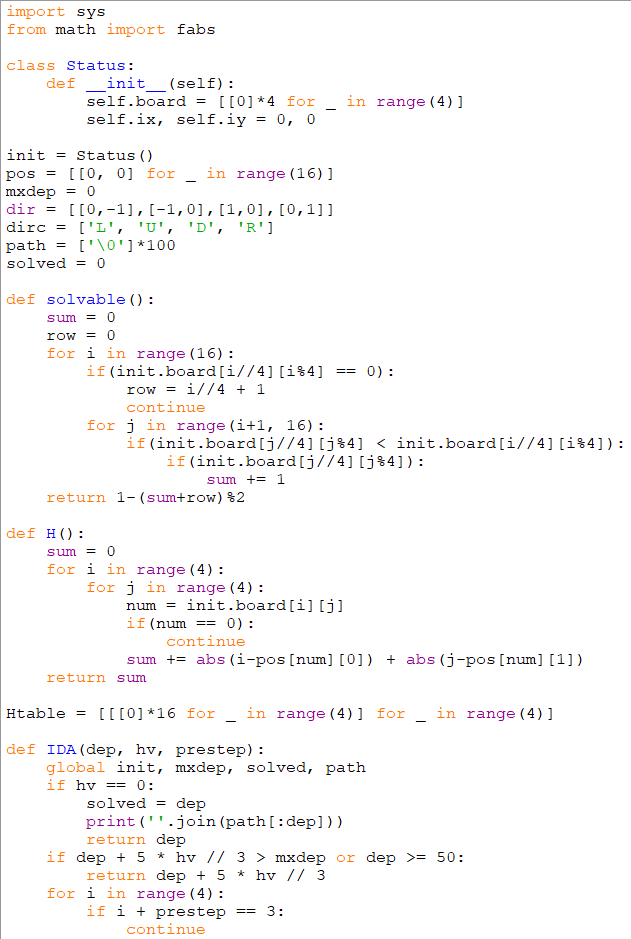 import sys
from math import fabs

class Status:
    def __init__(self):
        self.board = [[0]*4 for _ in range(4)]
        self.ix, self.iy = 0, 0

init = Status()
pos = [[0, 0] for _ in range(16)]
mxdep = 0
dir = [[0,-1],[-1,0],[1,0],[0,1]]
dirc = ['L', 'U', 'D', 'R']
path = ['\0']*100
solved = 0

def solvable():
    sum = 0
    row = 0
    for i in range(16):
        if(init.board[i//4][i%4] == 0):
            row = i//4 + 1
            continue
        for j in range(i+1, 16):
            if(init.board[j//4][j%4] < init.board[i//4][i%4]):
                if(init.board[j//4][j%4]):
                    sum += 1
    return 1-(sum+row)%2

def H():
    sum = 0
    for i in range(4):
        for j in range(4):
            num = init.board[i][j]
            if(num == 0):
                continue
            sum += abs(i-pos[num][0]) + abs(j-pos[num][1])
    return sum

Htable = [[[0]*16 for _ in range(4)] for _ in range(4)]

def IDA(dep, hv, prestep):
    global init, mxdep, solved, path
    if hv == 0:
        solved = dep
        print(''.join(path[:dep]))
        return dep
    if dep + 5 * hv // 3 > mxdep or dep >= 50:
        return dep + 5 * hv // 3
    for i in range(4):
        if i + prestep == 3:
            continue